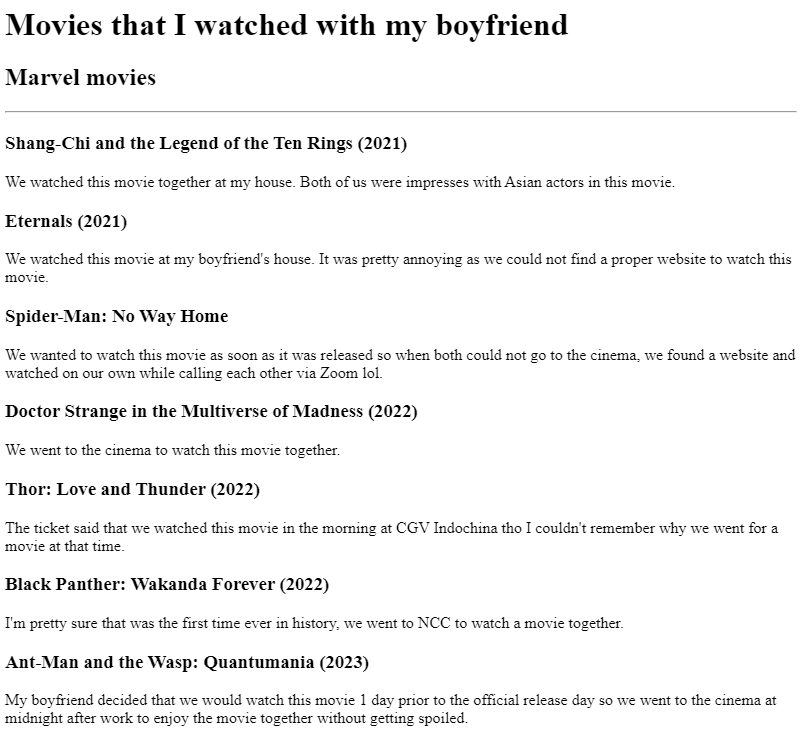 Movies that I watched with my boyfriend
Marvel movies
Shang-Chi and the Legend of the Ten Rings (2021)
We watched this movie together at my house. Both of us were impresses with Asian actors in this movie.
Eternals (2021)
We watched this movie at my boyfriend's house. It was pretty annoying as we could not find a proper website to watch this
movie.
Spider-Man: No Way Home
We wanted to watch this movie as soon as it was released so when both could not go to the cinema, we found a website and
watched on our own while calling each other via Zoom lol.
Doctor Strange in the Multiverse of Madness (2022)
We went to the cinema to watch this movie together.
Thor: Love and Thunder (2022)
The ticket said that we watched this movie in the morning at CGV Indochina tho I couldn't remember why we went for a
movie at that time.
Black Panther: Wakanda Forever (2022)
I'm pretty sure that was the first time ever in history, we went to NCC to watch a movie together.
Ant-Man and the Wasp: Quantumania (2023)
My boyfriend decided that we would watch this movie 1 day prior to the official release day so we went to the cinema at
midnight after work to enjoy the movie together without getting spoiled.